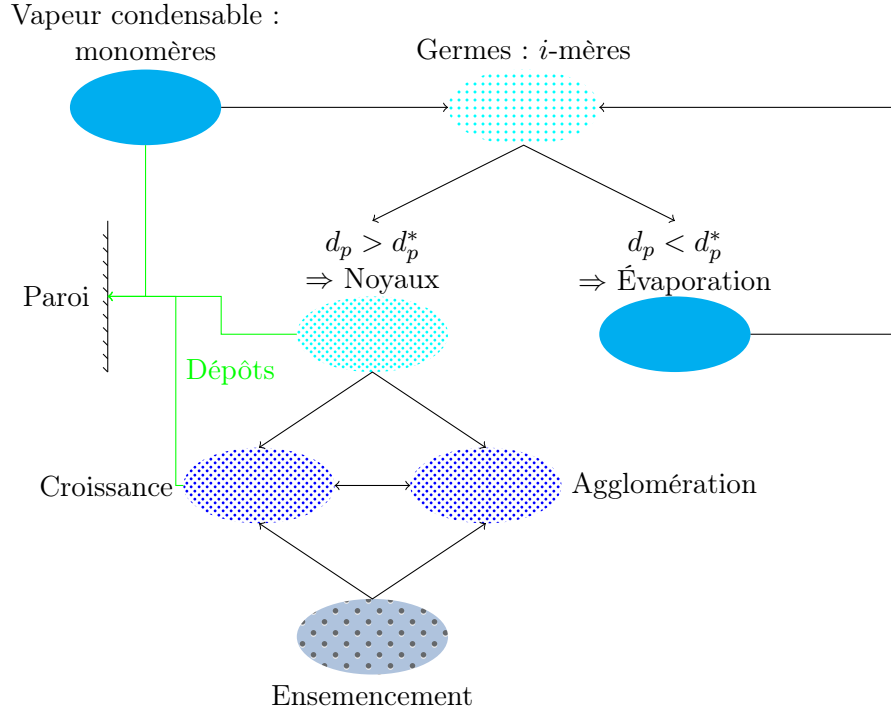 Vapeur condensable :
monomères
Germes : i-mères
d_p > d_p^*
⇒ Noyaux
d_p < d_p^*
⇒ Évaporation
Paroi
Dépôts
Croissance
Agglomération
Ensemencement